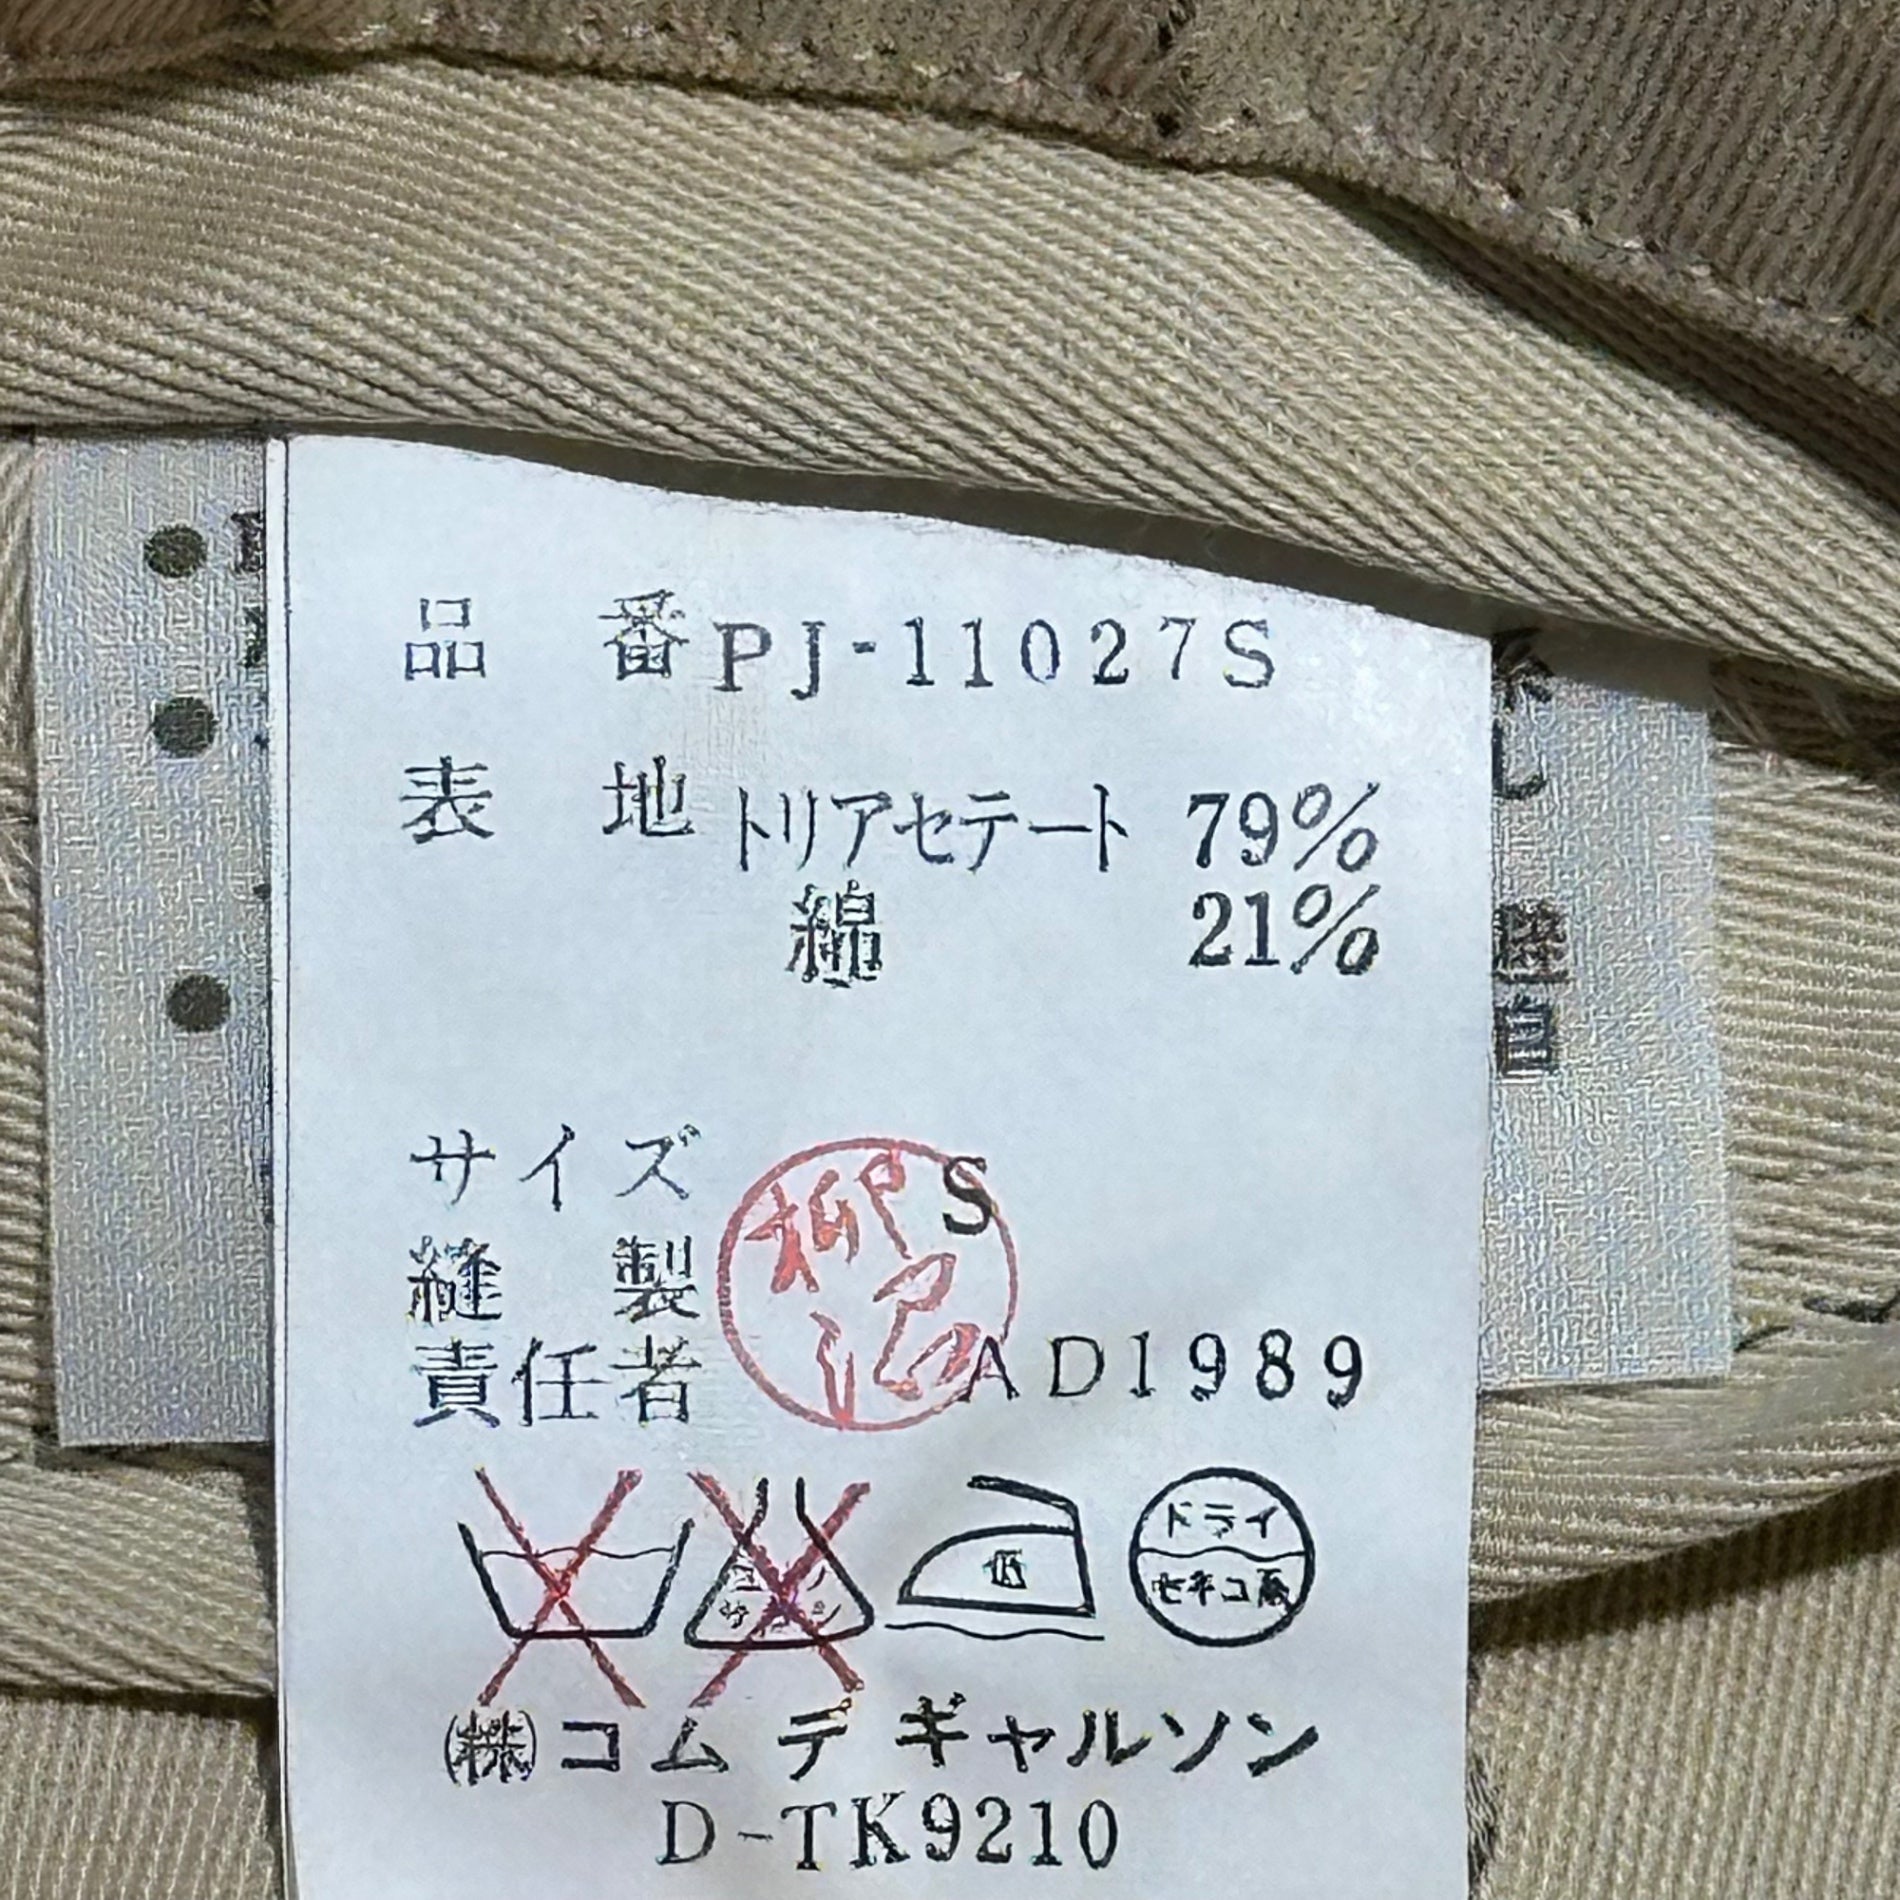 品番 PJ-11027S
表地 トリアセテート 79%
綿 21%
サイズ S
縫製
責任者 AD1989
ドライ
セキユ系
㈱コム デ ギャルソン
D-TK9210